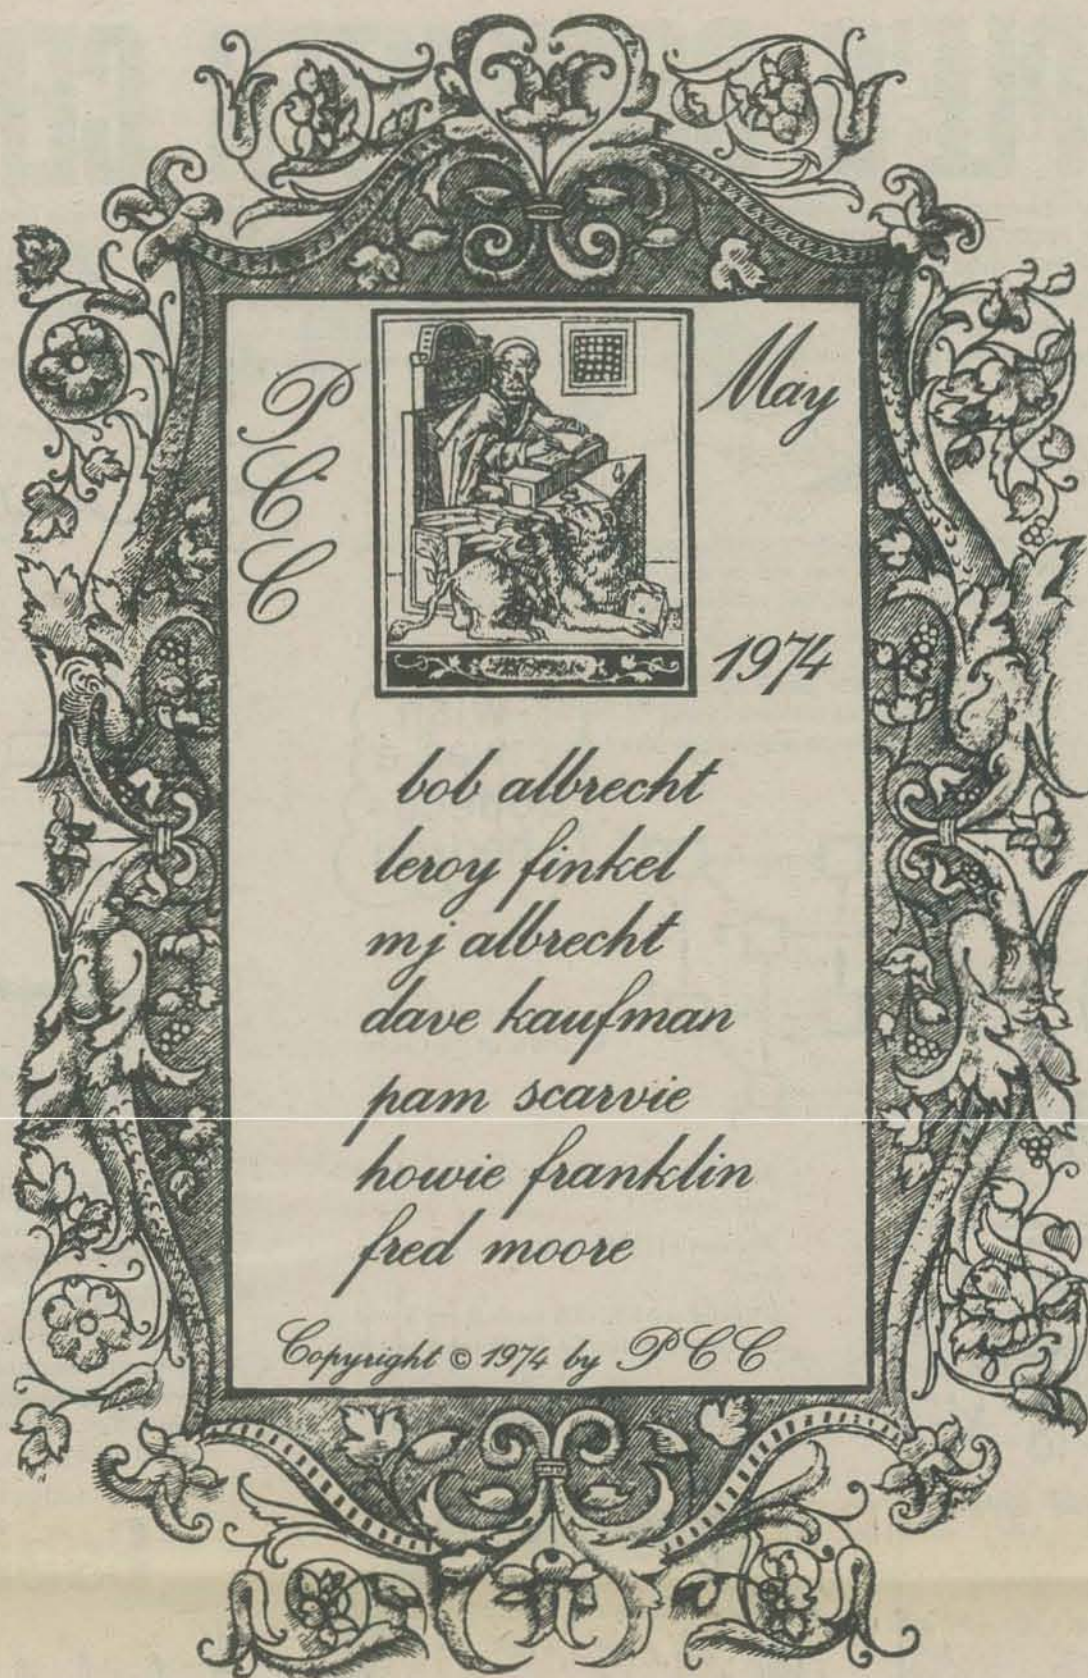 PCC
May
1974
bob albrecht
leroy finkel
mj albrecht
dave kaufman
pam scarvie
howie franklin
fred moore
Copyright © 1974 by PCC